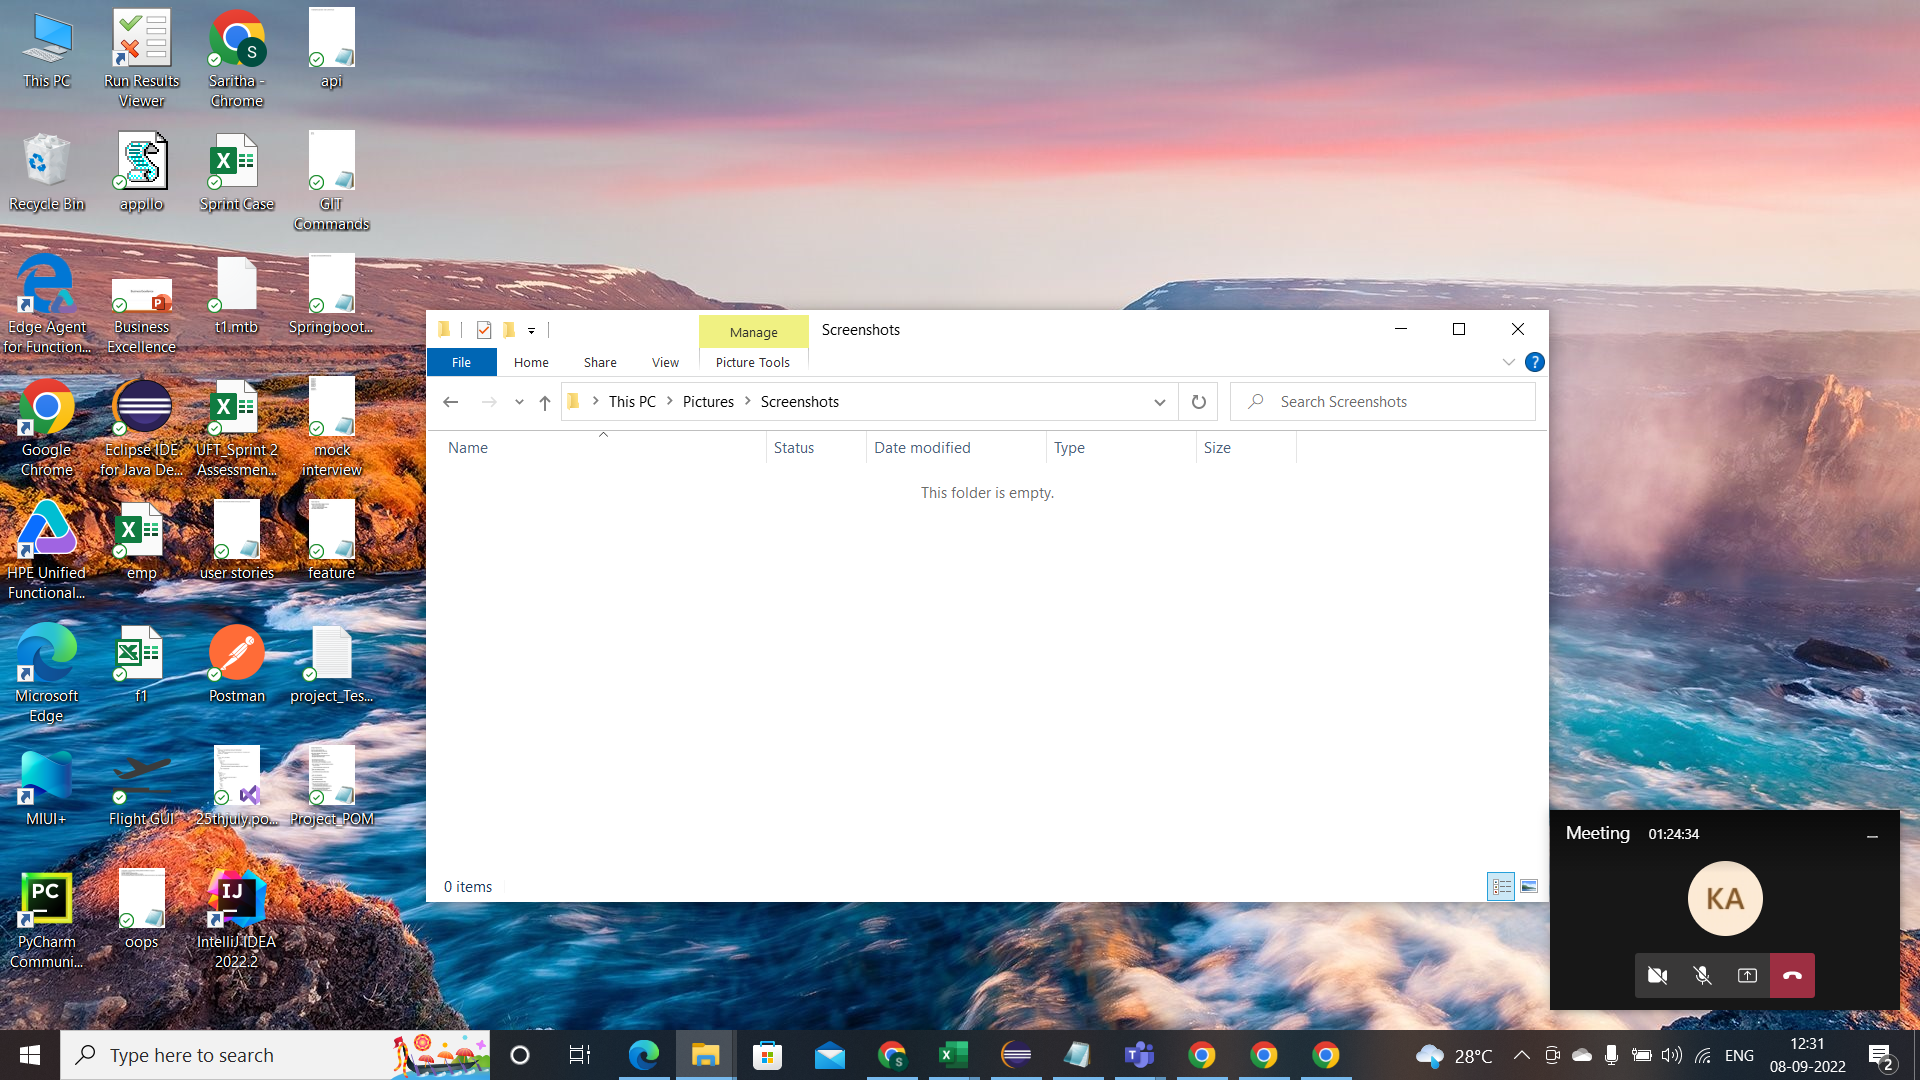 This PC
Run Results
Viewer
Saritha -
Chrome
api
Recycle Bin
appllo
Sprint Case
GIT
Commands
Edge Agent
for Function...
Business
Excellence
t1.mtb
Springboot...
Google
Chrome
Eclipse IDE
for Java De...
UFT_Sprint 2
Assessmen...
mock
interview
HPE Unified
Functional...
emp
user stories
feature
Microsoft
Edge
f1
Postman
project_Tes...
MIUI+
Flight GUI
25thjuly.po...
Project_POM
PC
PyCharm
Communi...
oops
IJ
IntelliJ IDEA
2022.2
Manage
Screenshots
File
Home
Share
View
Picture Tools
This PC
Pictures
Screenshots
Search Screenshots
Name
Status
Date modified
Type
Size
This folder is empty.
0 items
Meeting
01:24:34
KA
Type here to search
28°C
ENG
12:31
08-09-2022
2